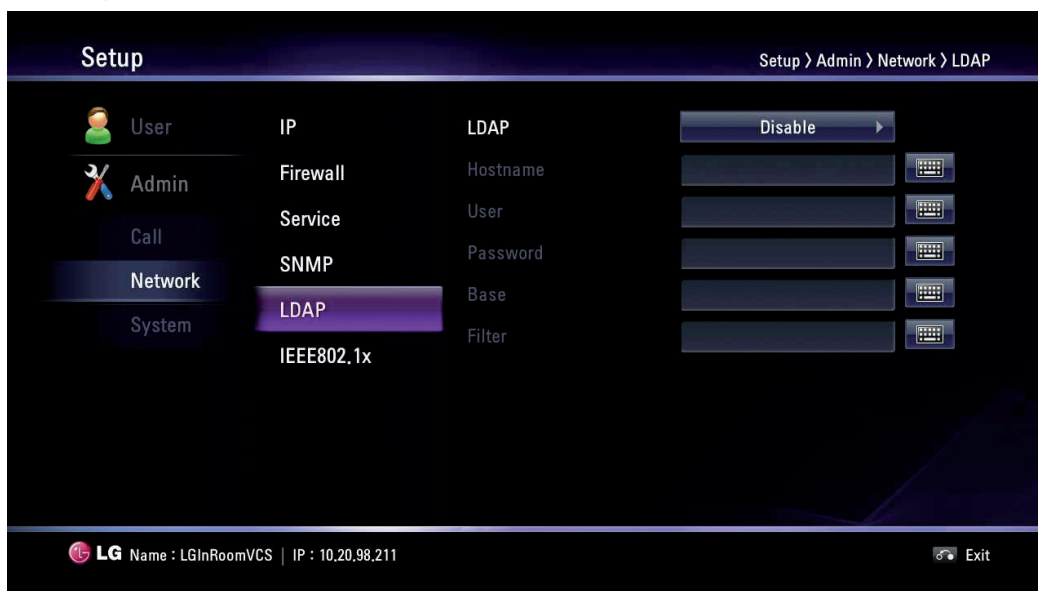 Setup
Setup > Admin > Network > LDAP
User
Admin
Call
Network
System
IP
Firewall
Service
SNMP
LDAP
IEEE802.1x
LDAP
Disable
Hostname
User
Password
Base
Filter
LG Name : LGInRoomVCS | IP : 10.20.98.211
Exit